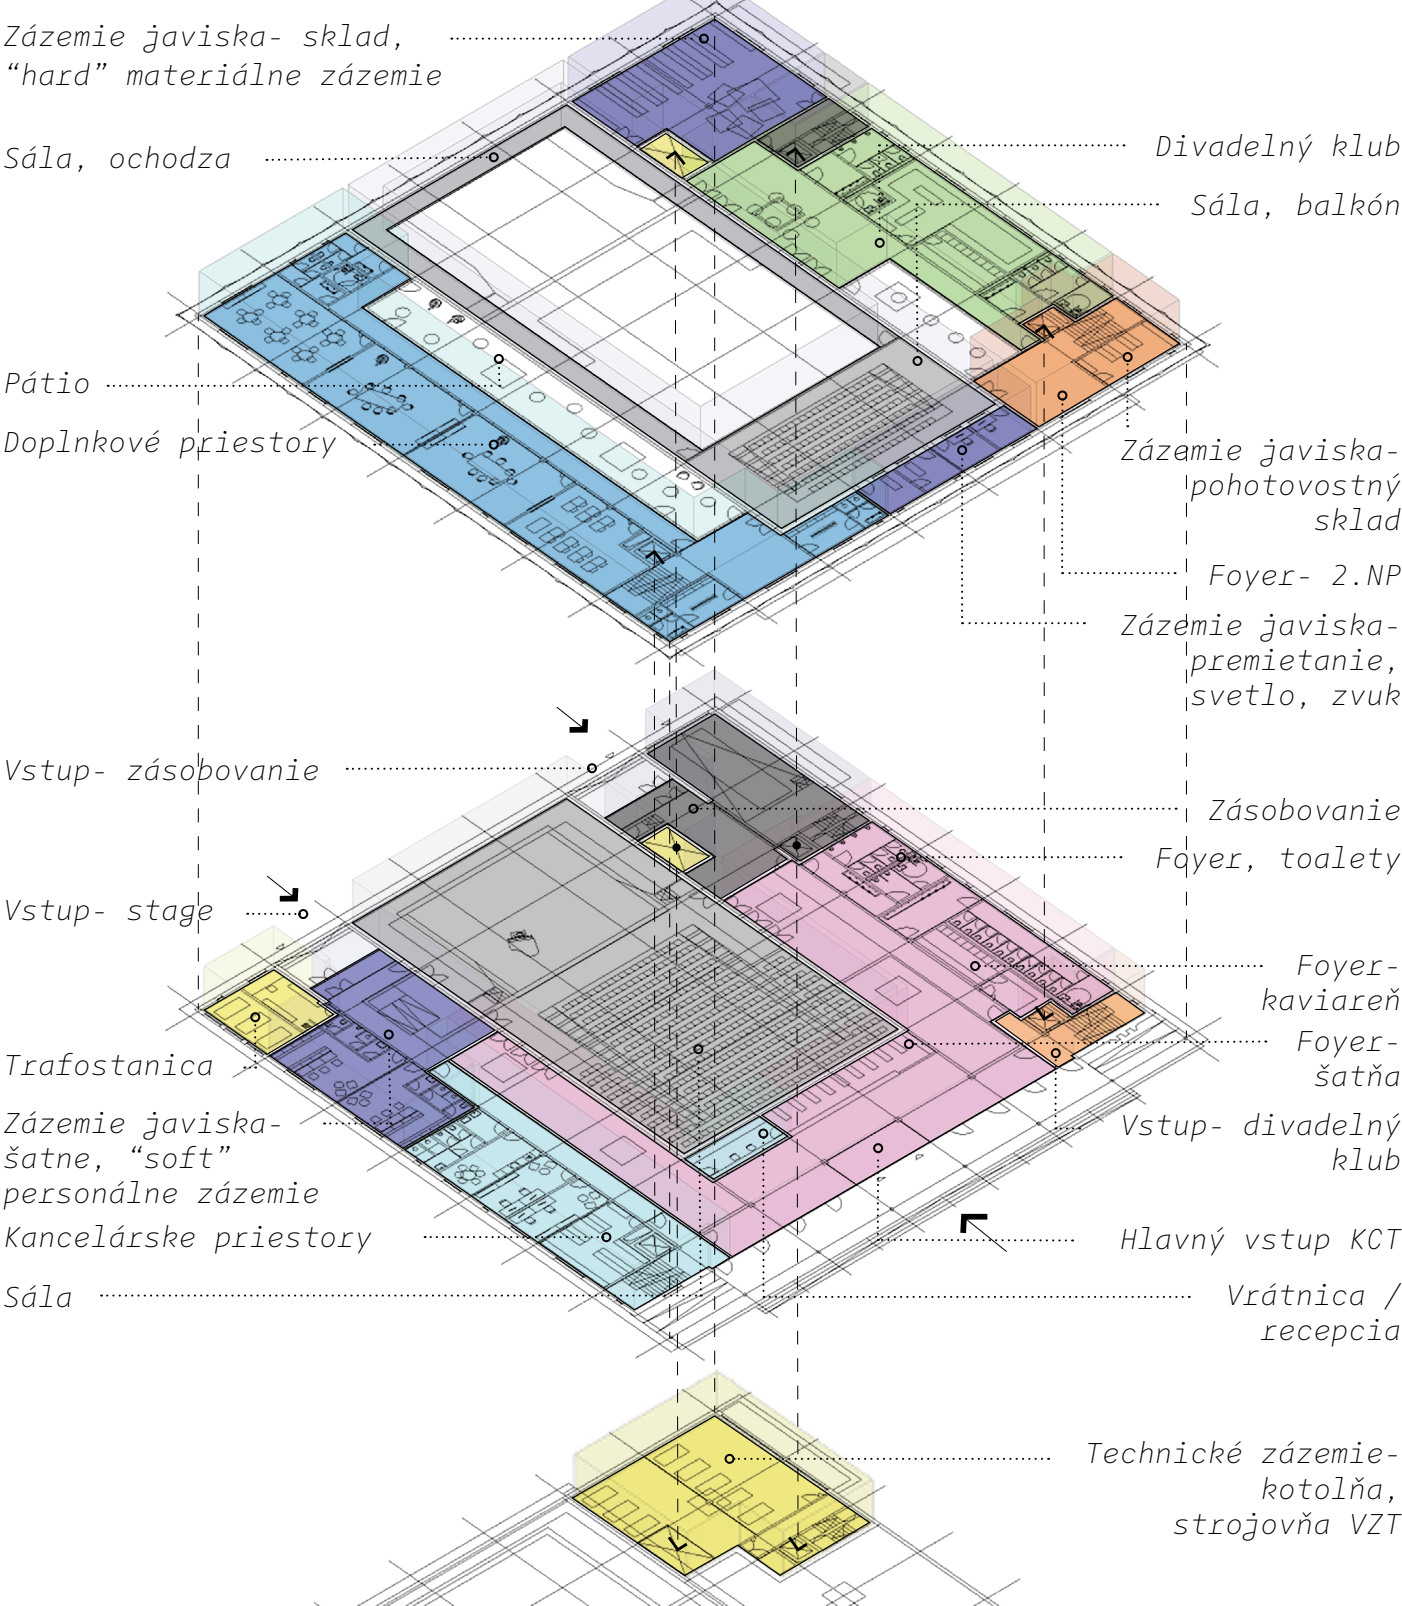 Zázemie javiska- sklad,
“hard” materiálne zázemie
Sála, ochodza
Pátio
Doplnkové priestory
Divadelný klub
Sála, balkón
Zázemie javiska-
pohotovostný
sklad
Foyer- 2.NP
Zázemie javiska-
premietanie,
svetlo, zvuk
Vstup- zásobovanie
Vstup- stage
Trafostanica
Zázemie javiska-
šatne, “soft”
personálne zázemie
Kancelárske priestory
Sála
Zásobovanie
Foyer, toalety
Foyer-
kaviareň
Foyer-
šatňa
Vstup- divadelný
klub
Hlavný vstup KCT
Vrátnica /
recepcia
Technické zázemie-
kotolňa,
strojovňa VZT